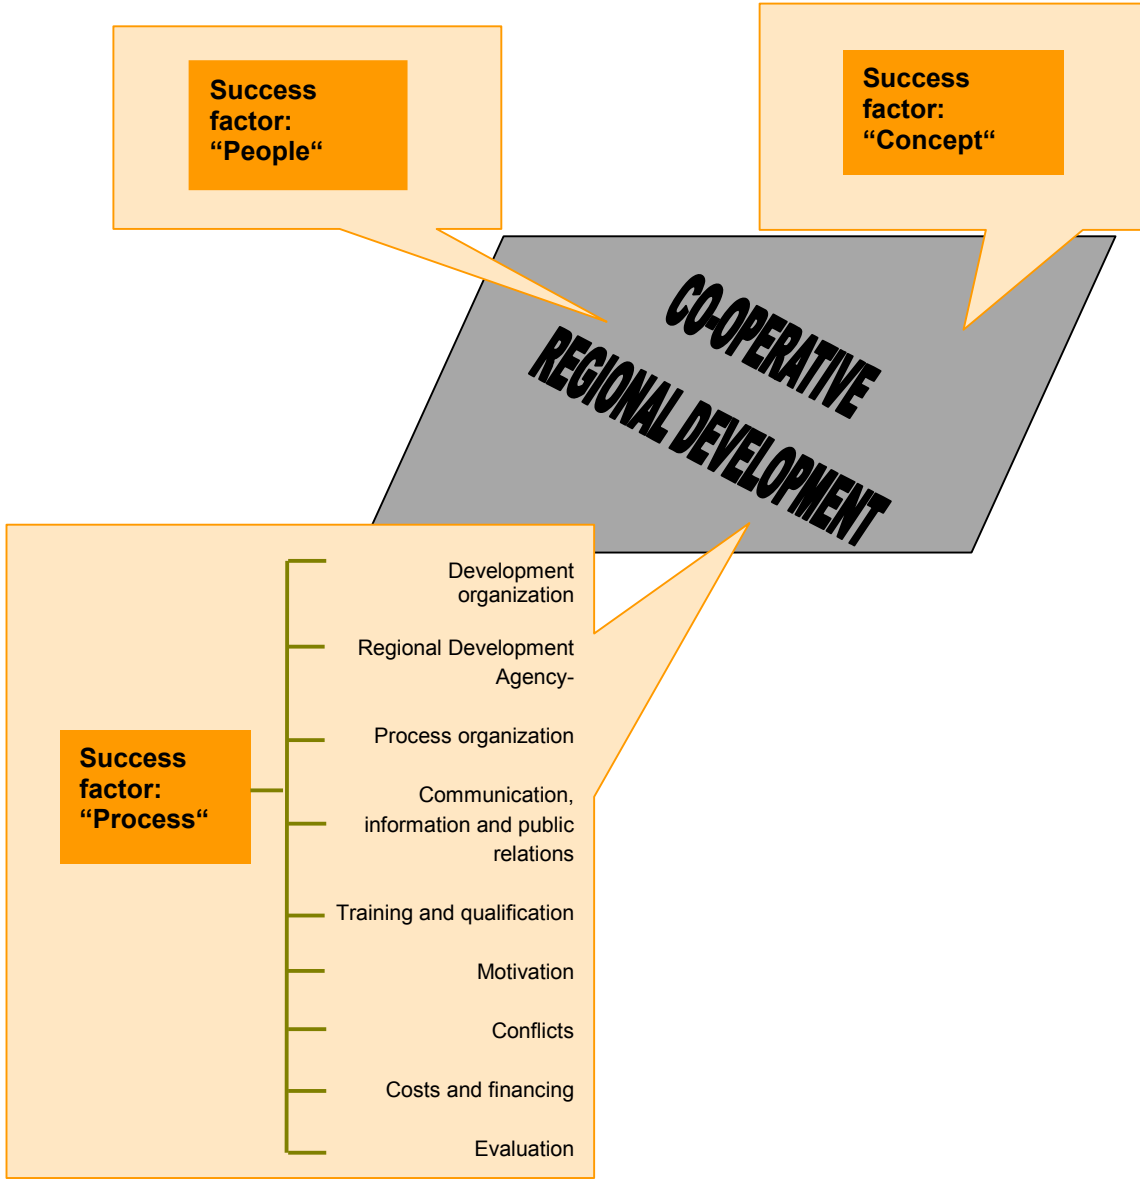 Success
factor:
“People“
Success
factor:
“Concept“
CO-OPERATIVE
REGIONAL DEVELOPMENT
Success
factor:
“Process“
Development
organization
Regional Development
Agency-
Process organization
Communication,
information and public
relations
Training and qualification
Motivation
Conflicts
Costs and financing
Evaluation